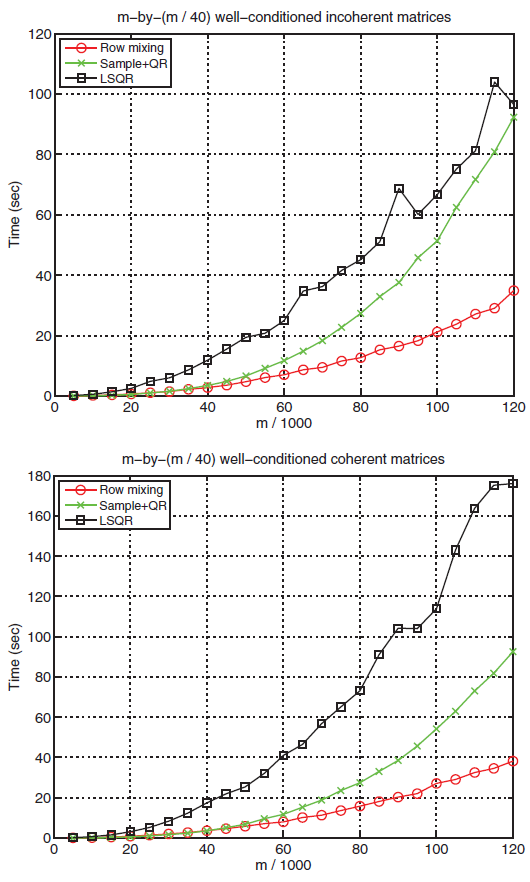 m−by−(m / 40) well−conditioned incoherent matrices
120
Row mixing
Sample+QR
LSQR
100
80
60
40
20
0
Time (sec)
0 20 40 60 80 100 120
m / 1000
m−by−(m / 40) well−conditioned coherent matrices
180
Row mixing
Sample+QR
LSQR
160
140
120
100
80
60
40
20
0
Time (sec)
0 20 40 60 80 100 120
m / 1000